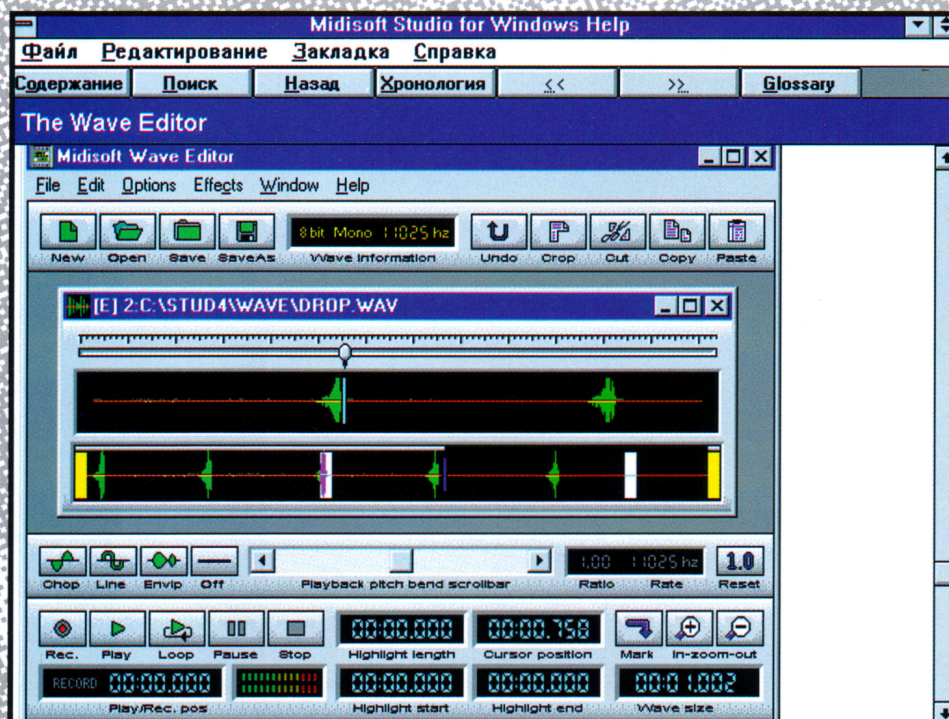 Midisoft Studio for Windows Help
Файл Редактирование Закладка Справка
Содержание Поиск Назад Хронология << >> Glossary
The Wave Editor
Midisoft Wave Editor
File Edit Options Effects Window Help
8 bit Mono 11025 hz
New Open Save SaveAs Wave Information Undo Crop Cut Copy Paste
[E] 2:C:\STUD4\WAVE\DROP.WAV
1.00 11025 hz 1.0
Chop Line Envlp Off Playback pitch bend scrollbar Ratio Rate Reset
00:00.000 00:00.758
Rec. Play Loop Pause Stop Highlight length Cursor position Mark In-zoom-out
RECORD 00:00.000 00:00.000 00:00.000 00:01.002
Play/Rec. pos Highlight start Highlight end Wave size